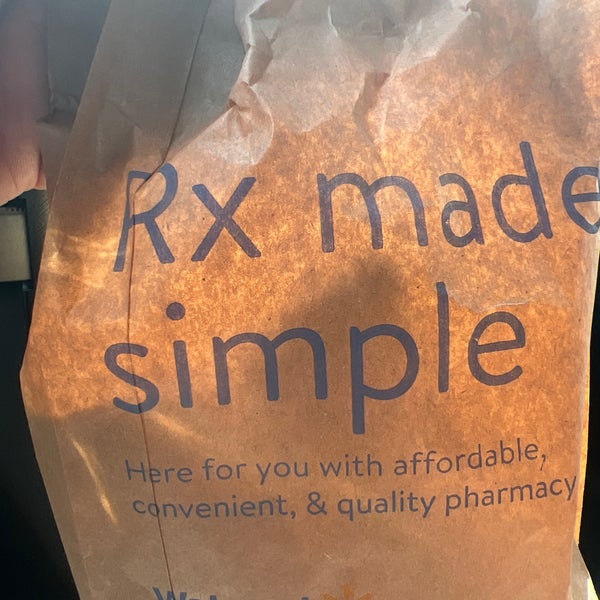 Rx made
simple
Here for you with affordable,
convenient, & quality pharmacy